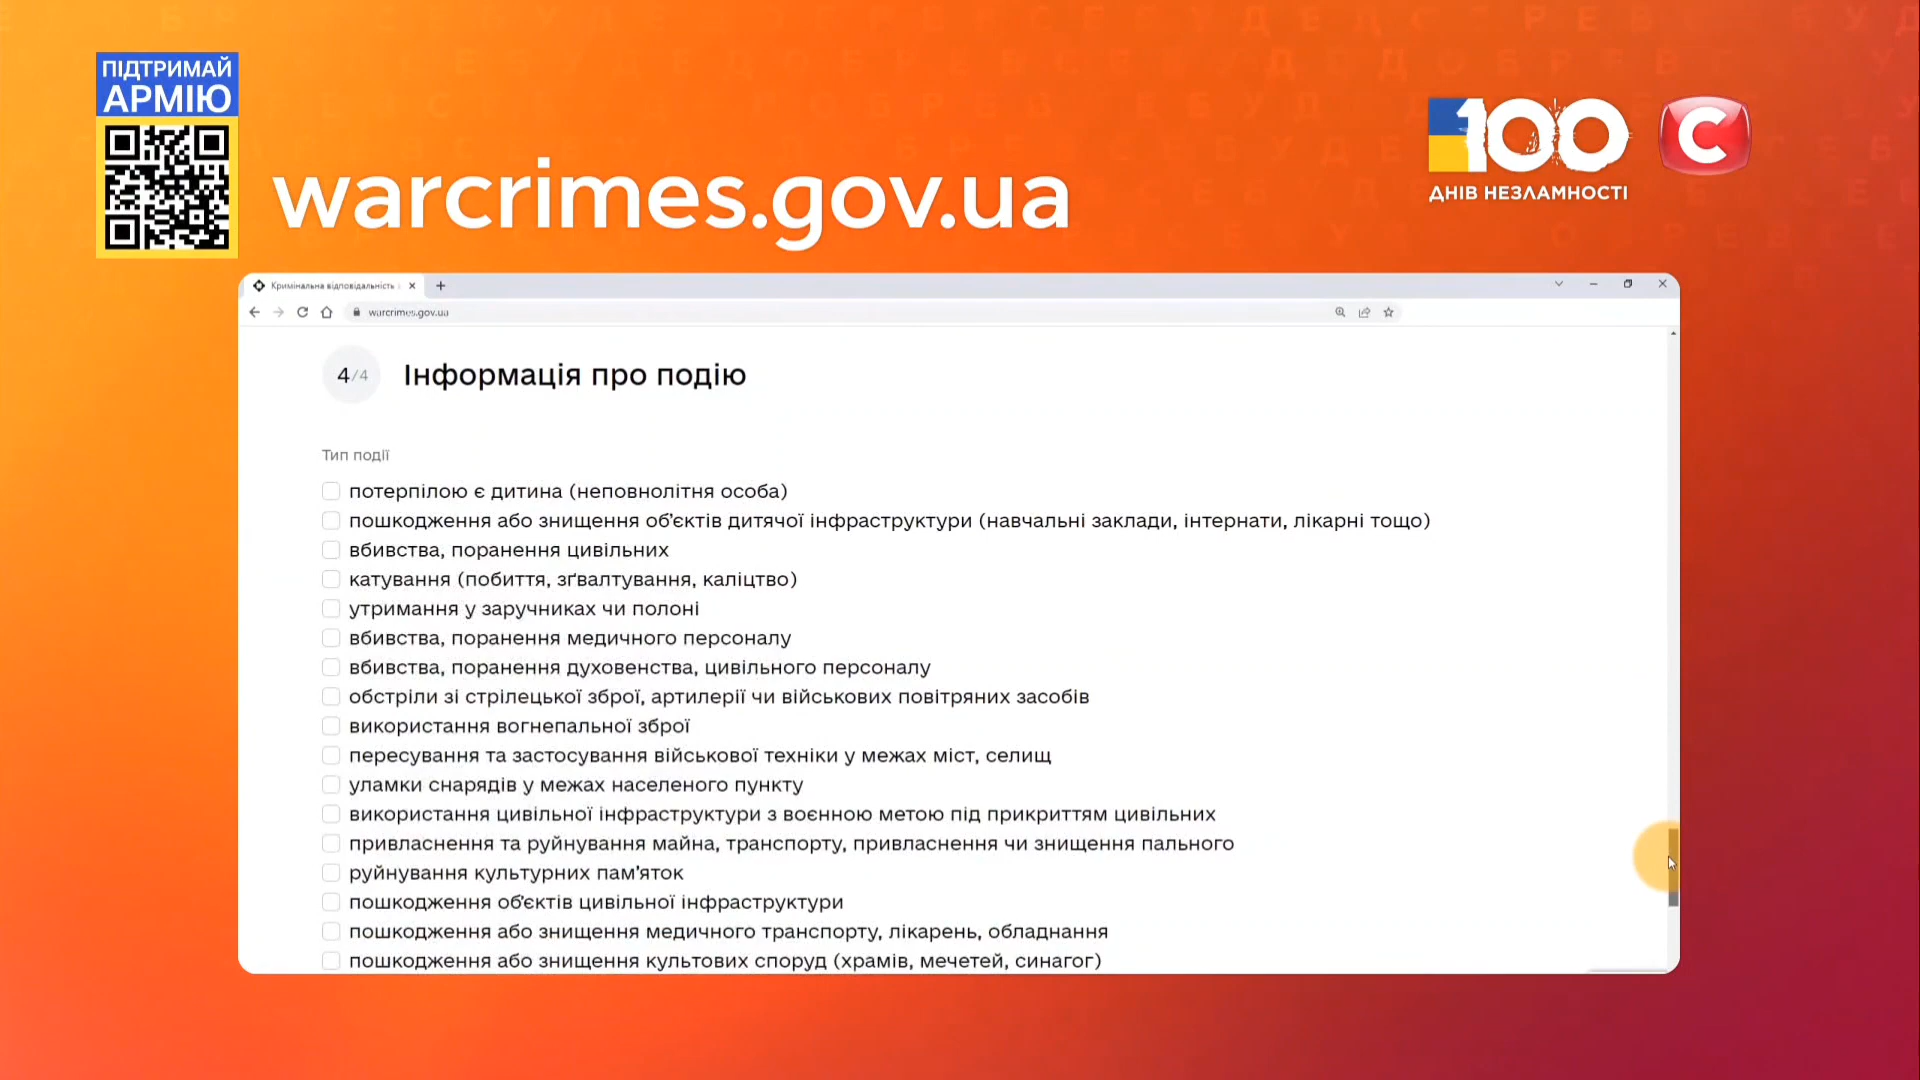 ПІДТРИМАЙ
АРМІЮ
warcrimes.gov.ua
100
ДНІВ НЕЗЛАМНОСТІ
С
Кримінальна відповідальність
warcrimes.gov.ua
4/4
Інформація про подію
Тип події
потерпілою є дитина (неповнолітня особа)
пошкодження або знищення об'єктів дитячої інфраструктури (навчальні заклади, інтернати, лікарні тощо)
вбивства, поранення цивільних
катування (побиття, зґвалтування, каліцтво)
утримання у заручниках чи полоні
вбивства, поранення медичного персоналу
вбивства, поранення духовенства, цивільного персоналу
обстріли зі стрілецької зброї, артилерії чи військових повітряних засобів
використання вогнепальної зброї
пересування та застосування військової техніки у межах міст, селищ
уламки снарядів у межах населеного пункту
використання цивільної інфраструктури з воєнною метою під прикриттям цивільних
привласнення та руйнування майна, транспорту, привласнення чи знищення пального
руйнування культурних пам'яток
пошкодження об'єктів цивільної інфраструктури
пошкодження або знищення медичного транспорту, лікарень, обладнання
пошкодження або знищення культових споруд (храмів, мечетей, синагог)